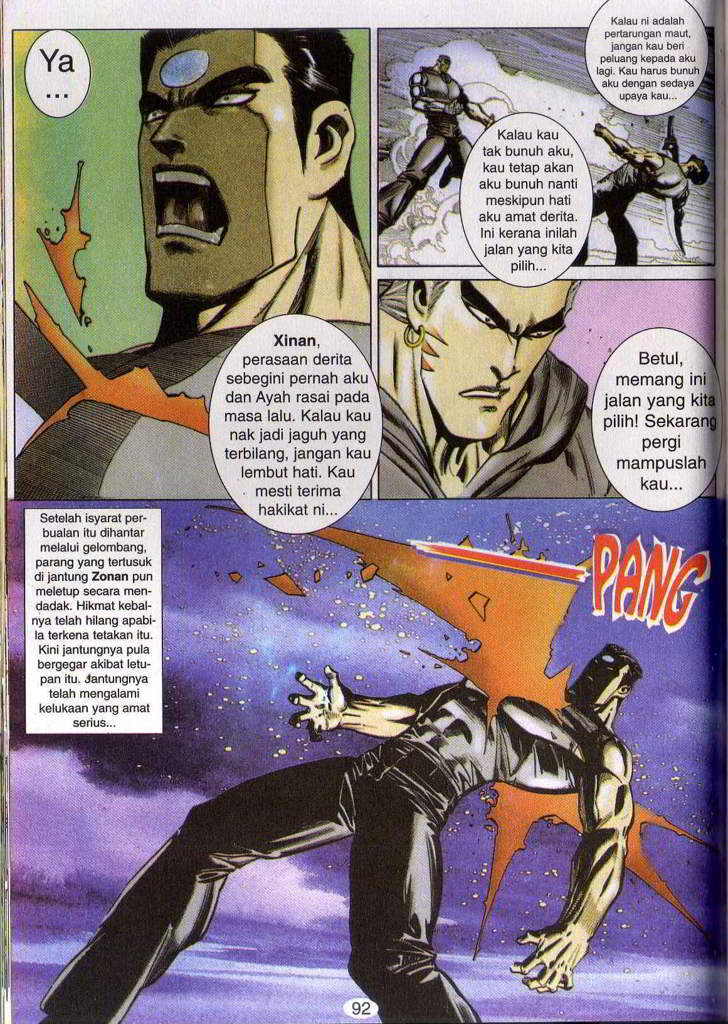 Ya
...
Kalau ni adalah
pertarungan maut,
jangan kau beri
peluang kepada aku
lagi. Kau harus bunuh
aku dengan sedaya
upaya kau...
Kalau kau
tak bunuh aku,
kau tetap akan
aku bunuh nanti
meskipun hati
aku amat derita.
Ini kerana inilah
jalan yang kita
pilih...
Xinan,
perasaan derita
sebegini pernah aku
dan Ayah rasai pada
masa lalu. Kalau kau
nak jadi jaguh yang
terbilang, jangan kau
lembut hati. Kau
mesti terima
hakikat ni...
Betul,
memang ini
jalan yang kita
pilih! Sekarang
pergi
mampuslah
kau...
Setelah isyarat per-
bualan itu dihantar
melalui gelombang,
parang yang tertusuk
di jantung Zonan pun
meletup secara men-
dadak. Hikmat kebal-
nya telah hilang apabi-
la terkena tetakan itu.
Kini jantungnya pula
bergegar akibat letu-
pan itu. Jantungnya
telah mengalami
kelukaan yang amat
serius...
PANG
92